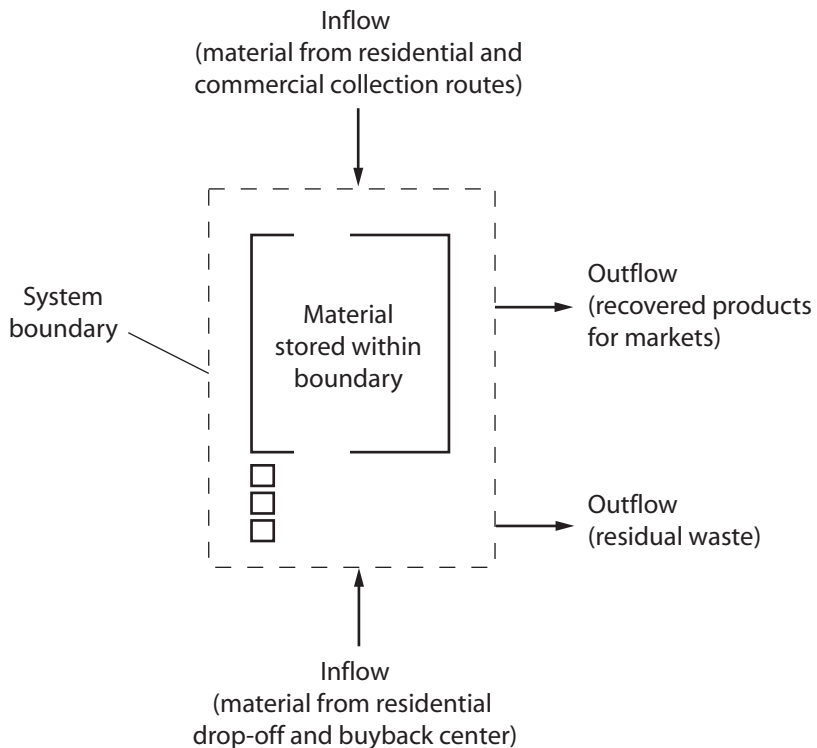 Inflow
(material from residential and
commercial collection routes)
System
boundary
Material
stored within
boundary
Outflow
(recovered products
for markets)
Outflow
(residual waste)
Inflow
(material from residential
drop-off and buyback center)